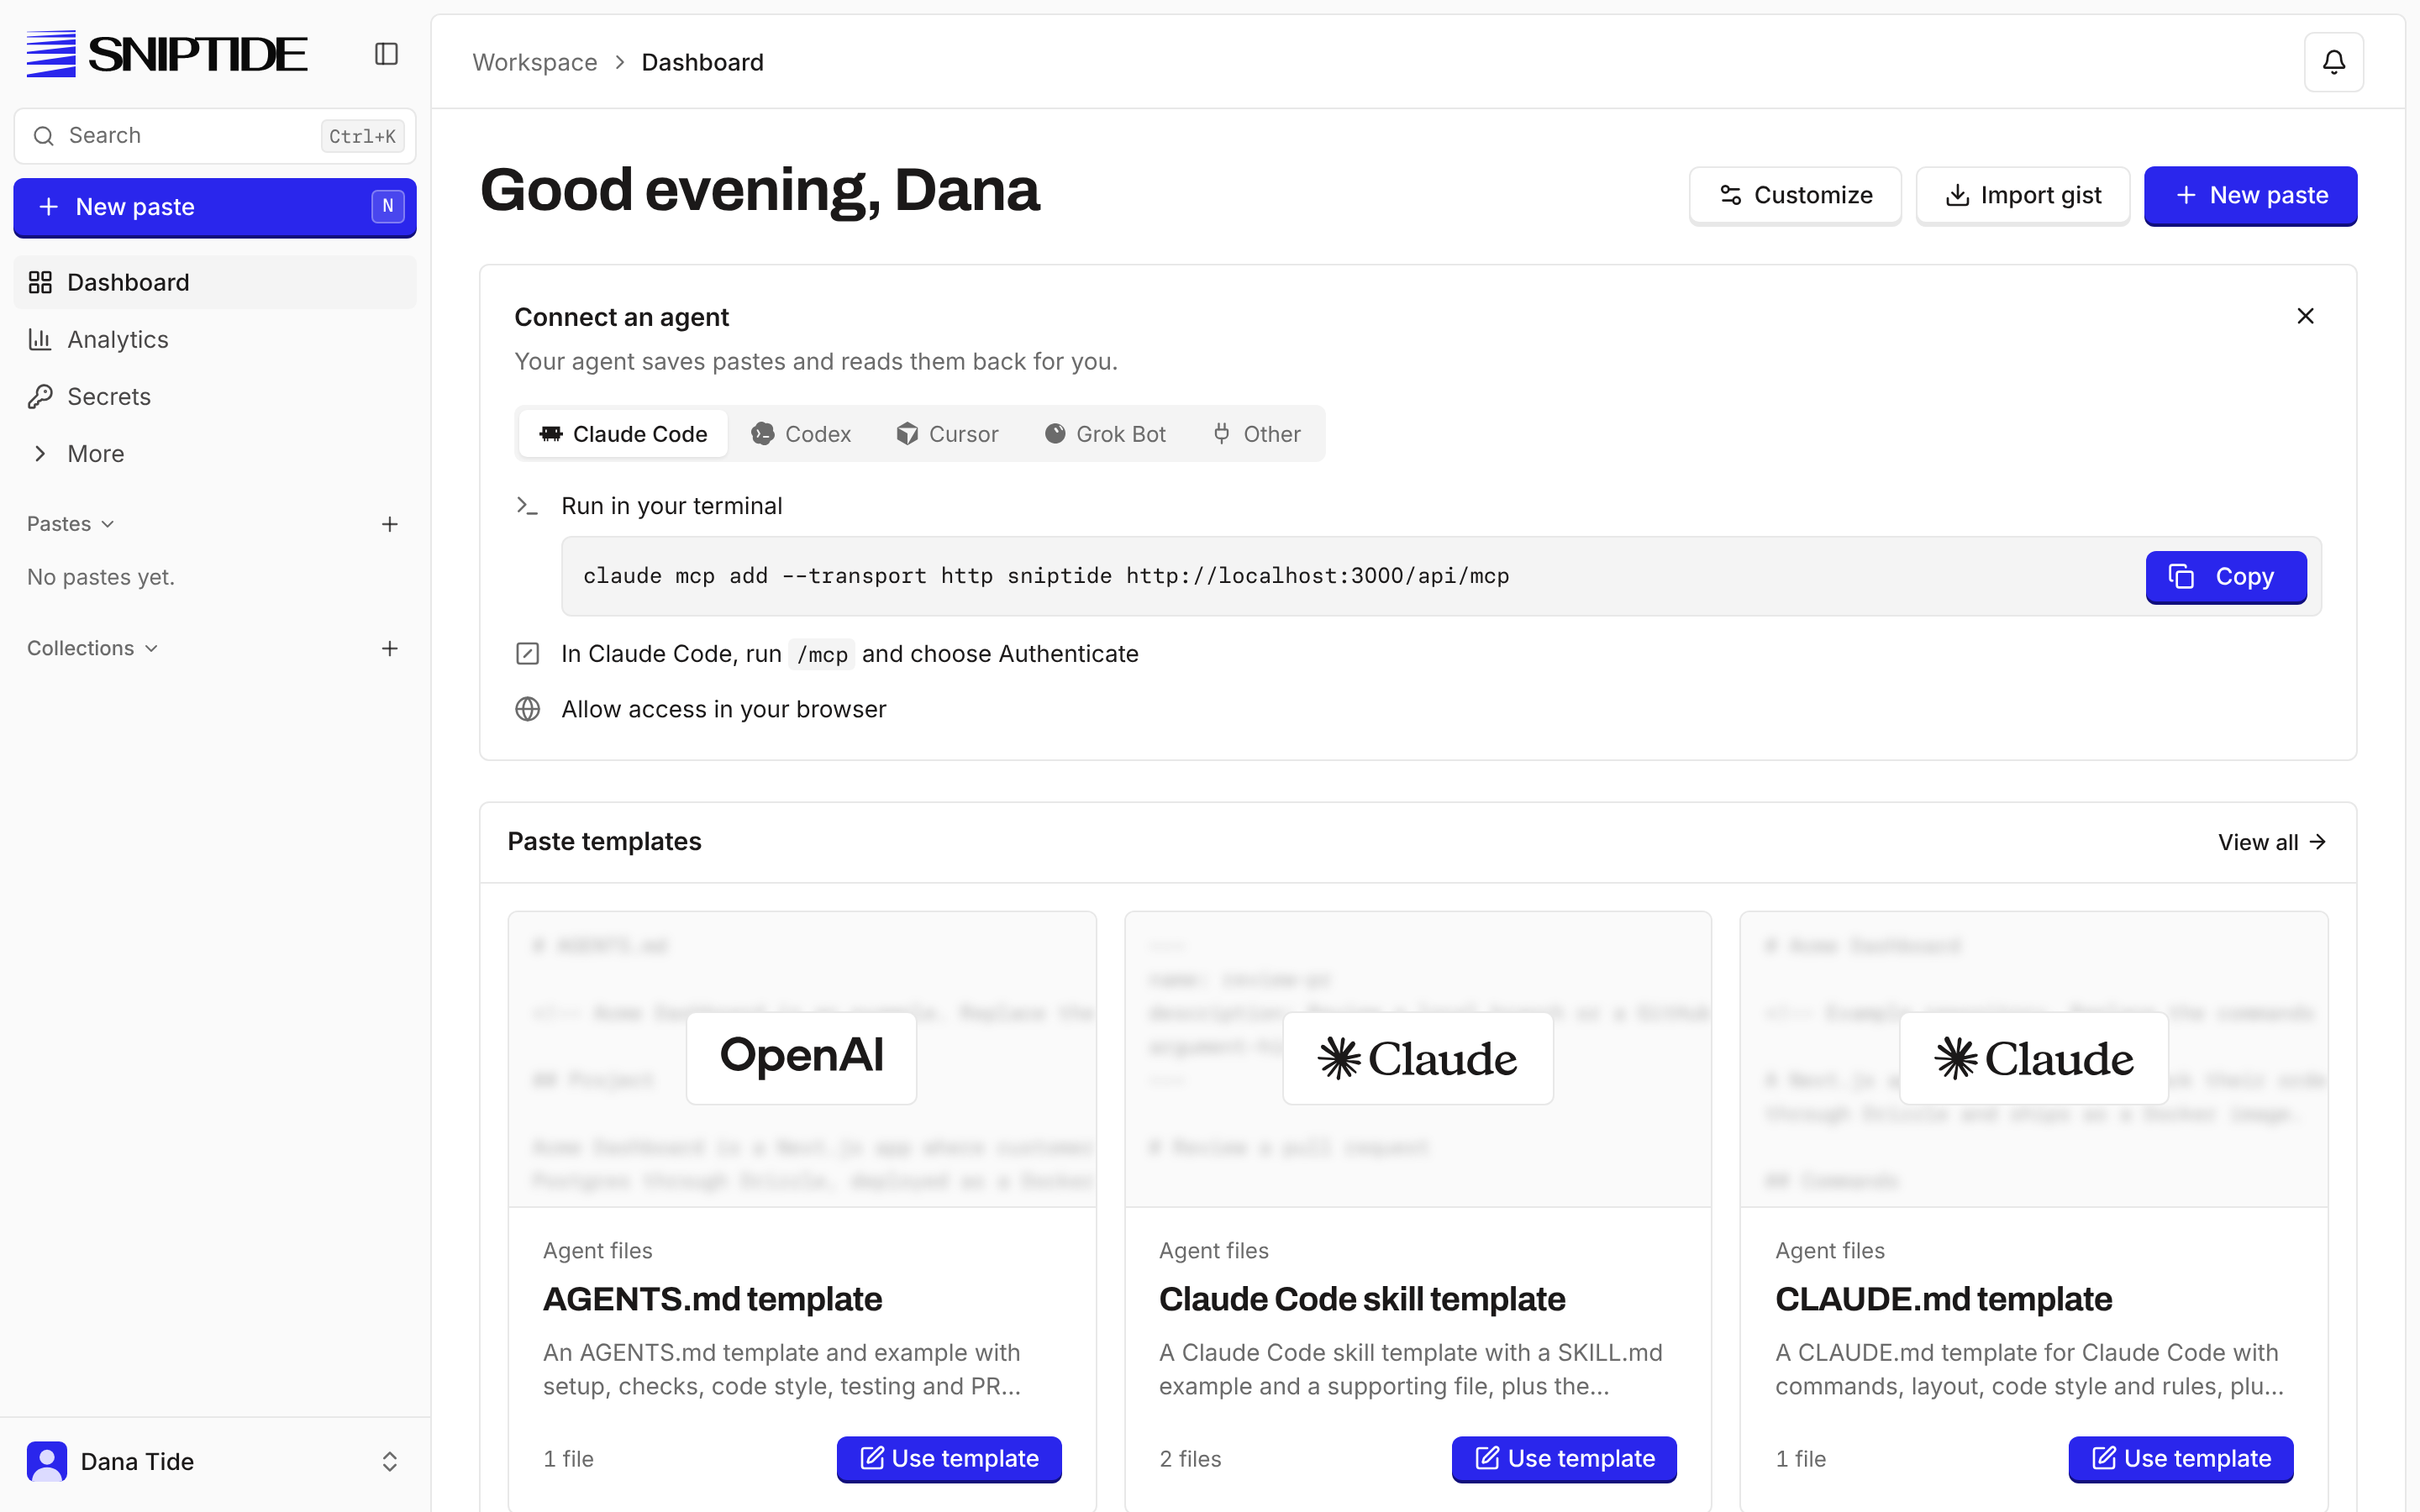 SNIPTIDE
Search
Ctrl+K
New paste
N
Dashboard
Analytics
Secrets
More
Pastes
No pastes yet.
Collections
Dana Tide
Workspace
Dashboard
Good evening, Dana
Customize
Import gist
New paste
Connect an agent
Your agent saves pastes and reads them back for you.
Claude Code
Codex
Cursor
Grok Bot
Other
Run in your terminal
claude mcp add --transport http sniptide http://localhost:3000/api/mcp
Copy
In Claude Code, run /mcp and choose Authenticate
Allow access in your browser
Paste templates
View all
OpenAI
Agent files
AGENTS.md template
An AGENTS.md template and example with
setup, checks, code style, testing and PR...
1 file
Use template
Claude
Agent files
Claude Code skill template
A Claude Code skill template with a SKILL.md
example and a supporting file, plus the...
2 files
Use template
Claude
Agent files
CLAUDE.md template
A CLAUDE.md template for Claude Code with
commands, layout, code style and rules, plu...
1 file
Use template